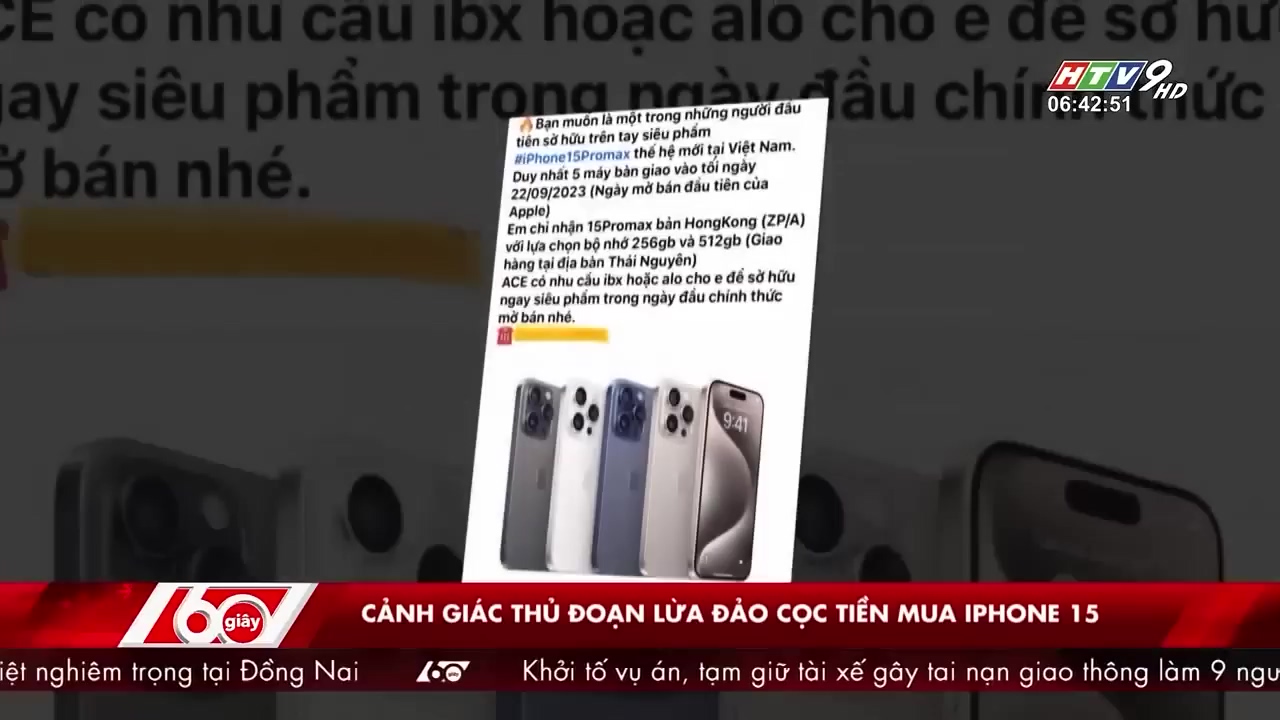 CE có nhu cầu ibx hoặc alo cho e để sở hữu
gay siêu phẩm trong ngày đầu chính thức
ở bán nhé.
HTV9 HD
06:42:51
🔥Bạn muốn là một trong những người đầu
tiên sở hữu trên tay siêu phẩm
#iPhone15Promax thế hệ mới tại Việt Nam.
Duy nhất 5 máy bàn giao vào tối ngày
22/09/2023 (Ngày mở bán đầu tiên của
Apple)
Em chỉ nhận 15Promax bản HongKong (ZP/A)
với lựa chọn bộ nhớ 256gb và 512gb (Giao
hàng tại địa bàn Thái Nguyên)
ACE có nhu cầu ibx hoặc alo cho e để sở hữu
ngay siêu phẩm trong ngày đầu chính thức
mở bán nhé.
9:41
60 giây
CẢNH GIÁC THỦ ĐOẠN LỪA ĐẢO CỌC TIỀN MUA IPHONE 15
iệt nghiêm trọng tại Đồng Nai 60 giây Khởi tố vụ án, tạm giữ tài xế gây tai nạn giao thông làm 9 ngư